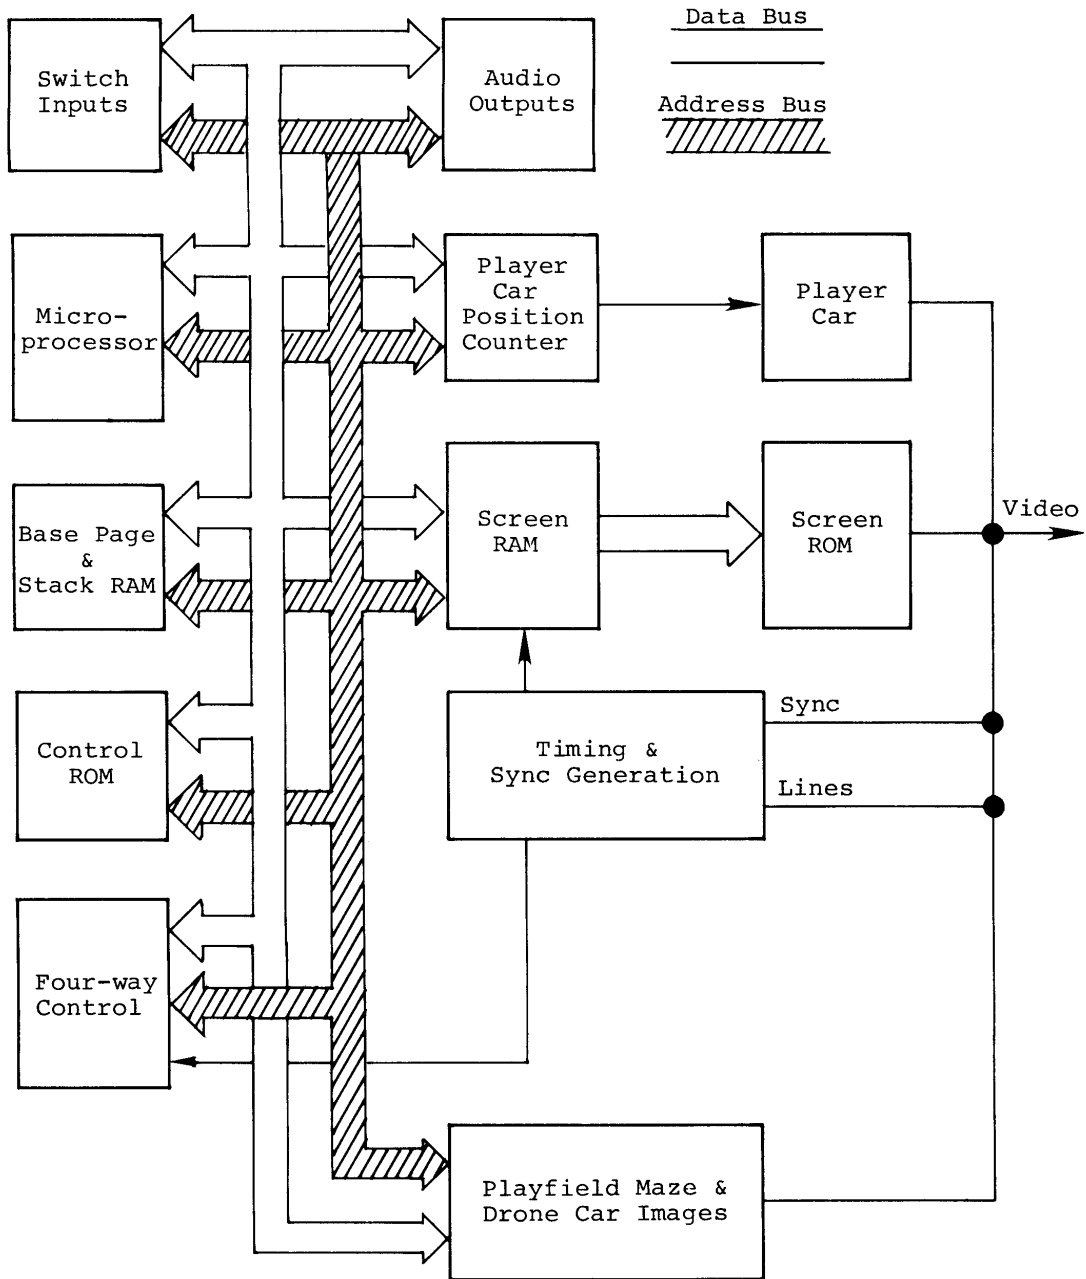 Data Bus
Switch
Inputs
Audio
Outputs
Address Bus
Micro-
processor
Player
Car
Position
Counter
Player
Car
Base Page
&
Stack RAM
Screen
RAM
Screen
ROM
Video
Control
ROM
Timing &
Sync Generation
Sync
Lines
Four-way
Control
Playfield Maze &
Drone Car Images